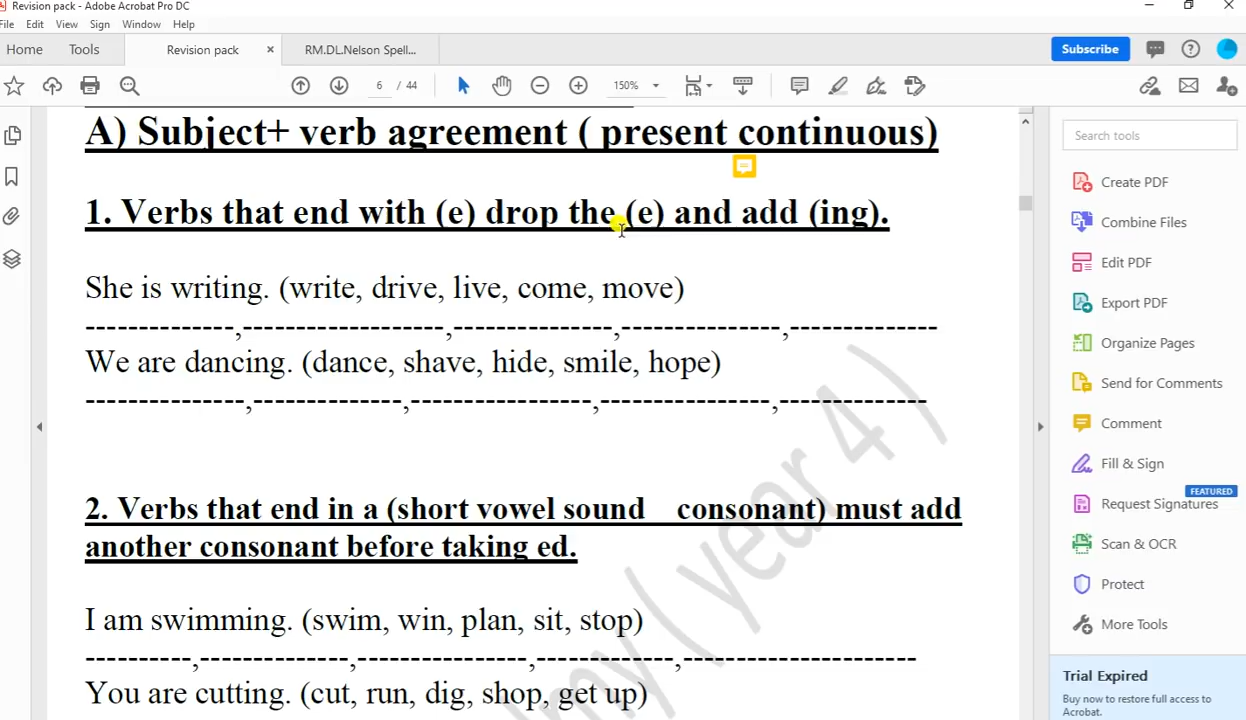 Revision pack - Adobe Acrobat Pro DC
File Edit View Sign Window Help
Home Tools Revision pack × RM.DL.Nelson Spell... Subscribe
6 / 44 150%
A) Subject+ verb agreement ( present continuous)
1. Verbs that end with (e) drop the (e) and add (ing).
She is writing. (write, drive, live, come, move)
--------------,-------------------,---------------,---------------,--------------
We are dancing. (dance, shave, hide, smile, hope)
---------------,--------------,-----------------,----------------,--------------
2. Verbs that end in a (short vowel sound consonant) must add
another consonant before taking ed.
I am swimming. (swim, win, plan, sit, stop)
----------,--------------,----------------,-------------,----------------------
You are cutting. (cut, run, dig, shop, get up)
(year 4 )
Search tools
Create PDF
Combine Files
Edit PDF
Export PDF
Organize Pages
Send for Comments
Comment
Fill & Sign
FEATURED
Request Signatures
Scan & OCR
Protect
More Tools
Trial Expired
Buy now to restore full access to
Acrobat.